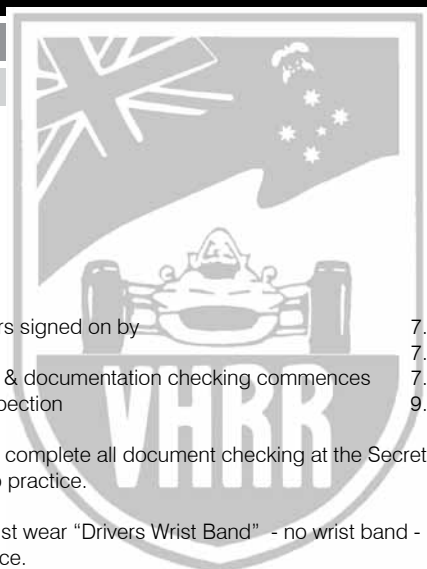 rs signed on by 7.
7.
& documentation checking commences 7.
pection 9.
complete all document checking at the Secret
o practice.
st wear “Drivers Wrist Band” - no wrist band -
ce.
VHRR